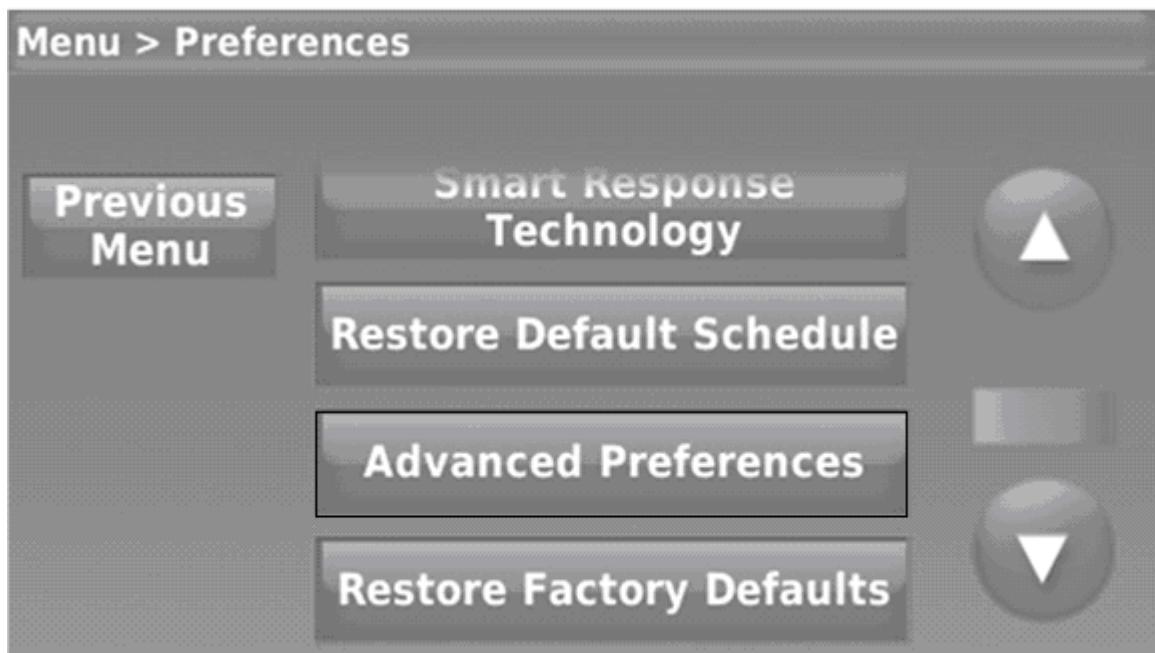 Menu > Preferences
Previous
Menu
Smart Response
Technology
Restore Default Schedule
Advanced Preferences
Restore Factory Defaults